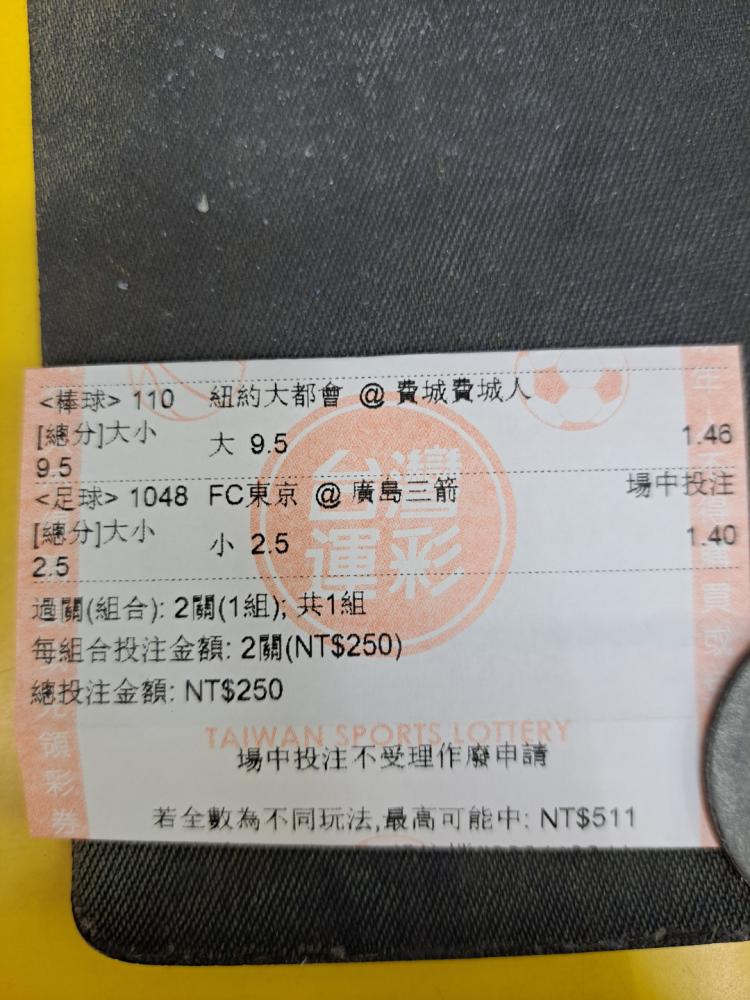 <棒球> 110 紐約大都會 @ 費城費城人
[總分]大小 大 9.5 1.46
9.5
<足球> 1048 FC東京 @ 廣島三箭 場中投注
[總分]大小 小 2.5 1.40
2.5
台灣
運彩
過關(組合): 2關(1組); 共1組
每組合投注金額: 2關(NT$250)
總投注金額: NT$250
TAIWAN SPORTS LOTTERY
場中投注不受理作廢申請
若全數為不同玩法,最高可能中: NT$511
領彩券